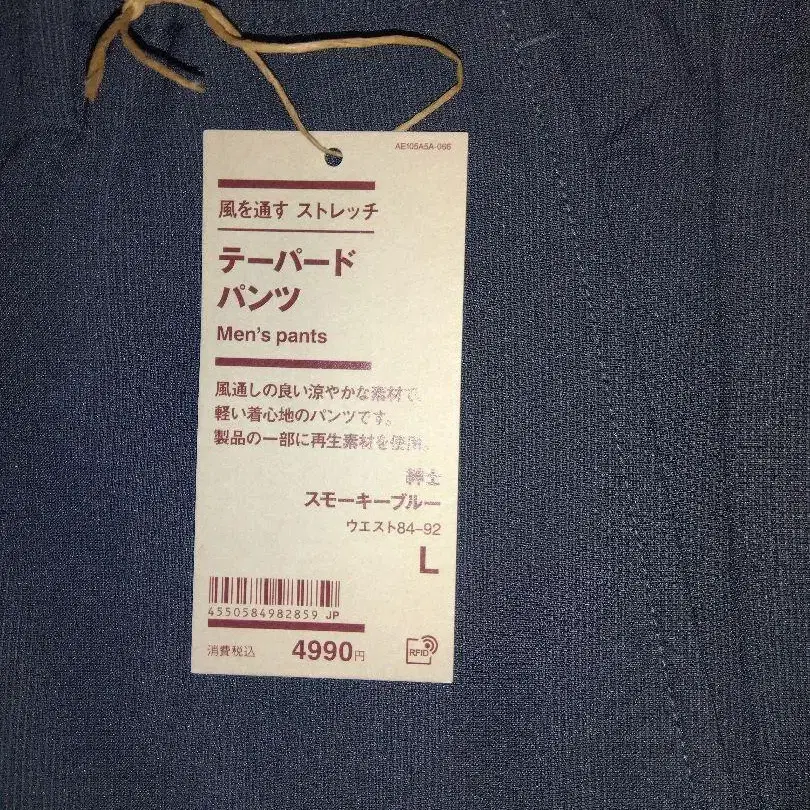 AE105A5A-066
風を通す ストレッチ
テーパード
パンツ
Men's pants
風通しの良い涼やかな素材で、
軽い着心地のパンツです。
製品の一部に再生素材を使用。
紳士
スモーキーブルー
ウエスト84-92
L
4550584982859 JP
消費税込 4990円
RFID